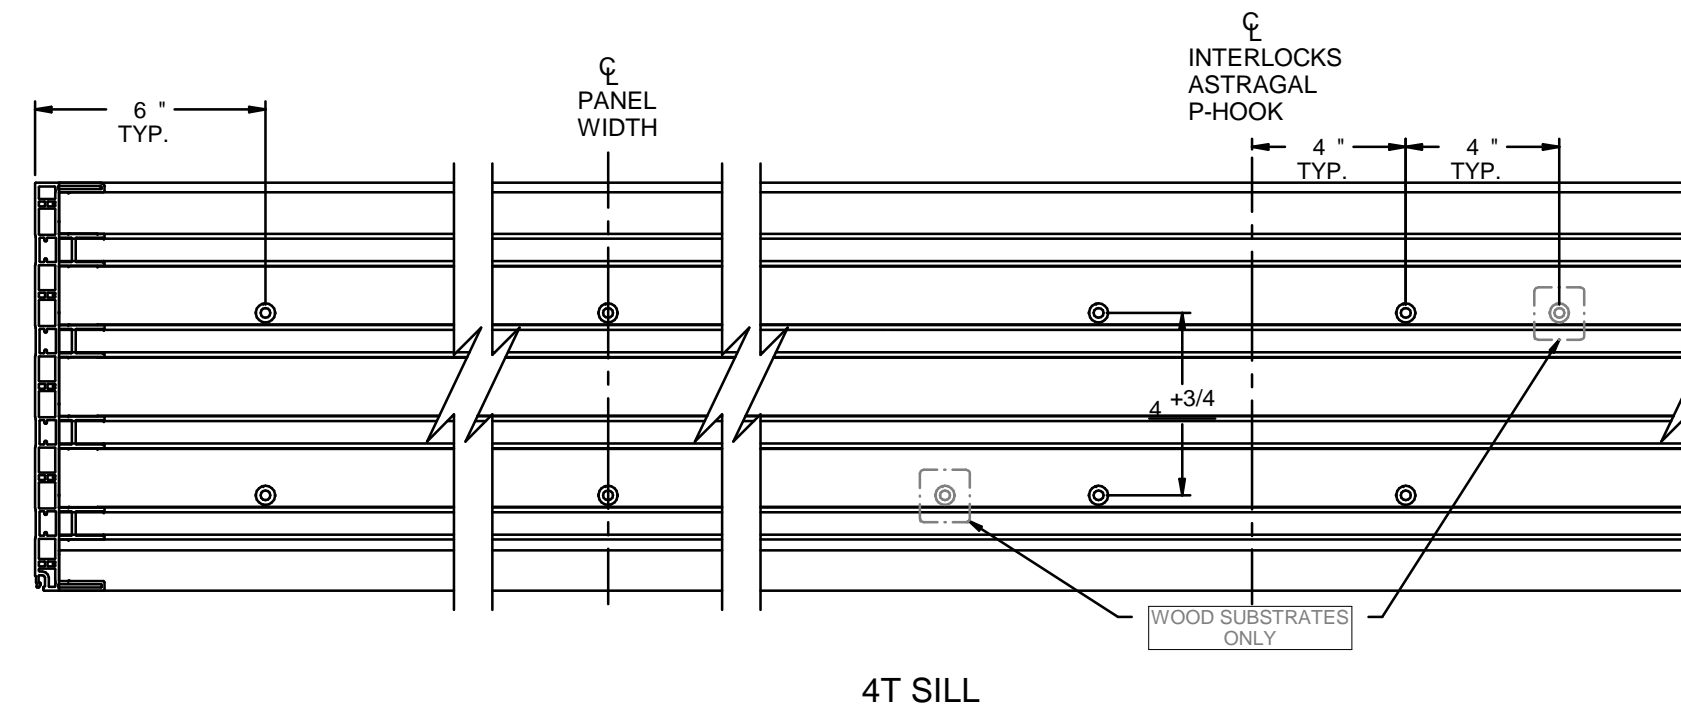 ℄
INTERLOCKS
ASTRAGAL
P-HOOK
℄
PANEL
WIDTH
6 "
TYP.
4 "
TYP.
4 "
TYP.
4 +3/4
WOOD SUBSTRATES
ONLY
4T SILL